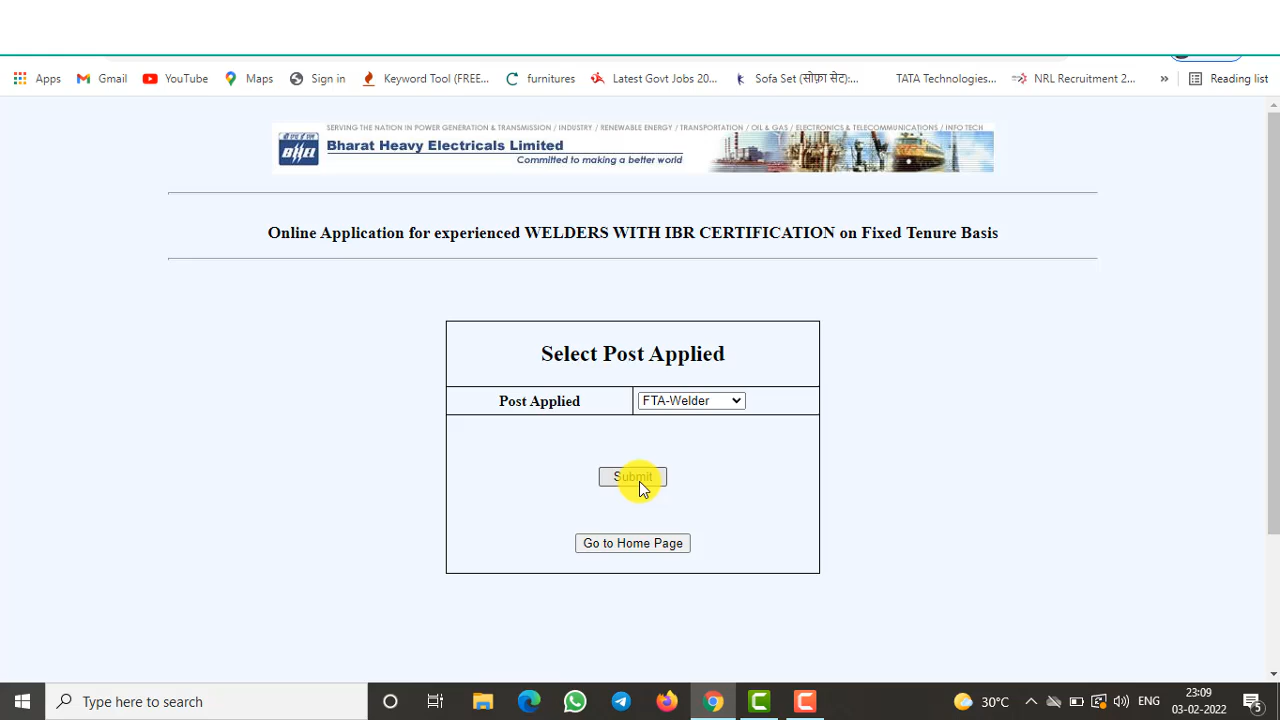 Apps
Gmail
YouTube
Maps
Sign in
Keyword Tool (FREE...
furnitures
Latest Govt Jobs 20...
Sofa Set (सोफ़ा सेट):...
TATA Technologies...
NRL Recruitment 2...
»
Reading list
SERVING THE NATION IN POWER GENERATION & TRANSMISSION / INDUSTRY / RENEWABLE ENERGY / TRANSPORTATION / OIL & GAS / ELECTRONICS & TELECOMMUNICATIONS / INFO TECH
BHEL
Bharat Heavy Electricals Limited
Committed to making a better world
Online Application for experienced WELDERS WITH IBR CERTIFICATION on Fixed Tenure Basis
Select Post Applied
Post Applied
FTA-Welder
Submit
Go to Home Page
Type here to search
30°C
ENG
23:09
03-02-2022
5